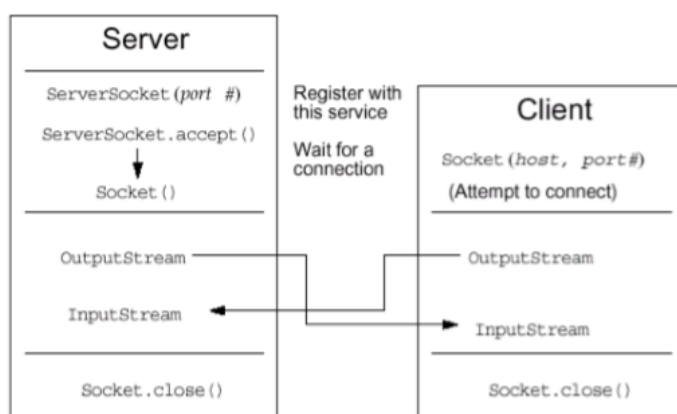 Server
ServerSocket(port #)
ServerSocket.accept()
Socket()
OutputStream
InputStream
Socket.close()
Register with
this service
Wait for a
connection
Client
Socket(host, port#)
(Attempt to connect)
OutputStream
InputStream
Socket.close()